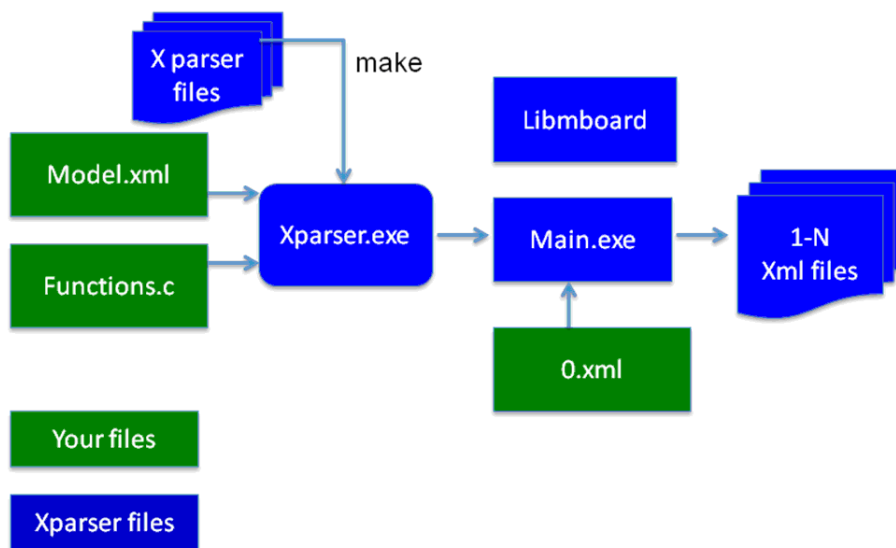 X parser
files
make
Libmboard
Model.xml
Xparser.exe
Main.exe
1-N
Xml files
Functions.c
0.xml
Your files
Xparser files